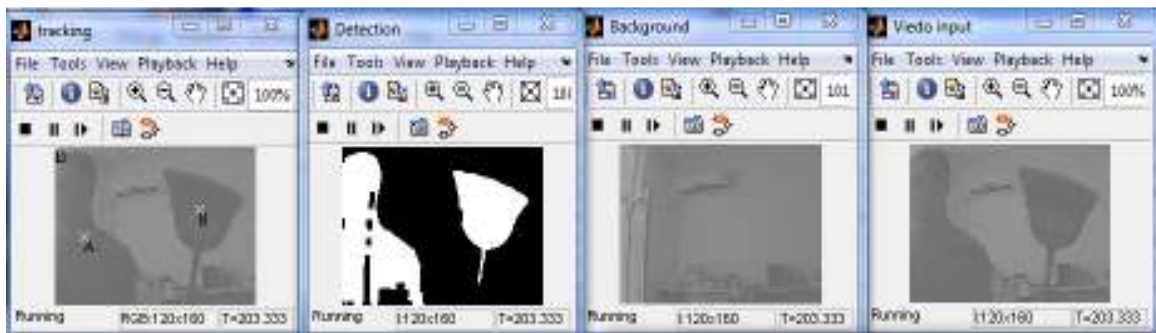 tracking
File Tools View Playback Help
100%
A
Running RGB:120x160 T=203.333
Detection
File Tools View Playback Help
Running I:120x160 T=203.333
Background
File Tools View Playback Help
101
Running I:120x160 T=203.333
Viedo input
File Tools View Playback Help
100%
Running I:120x160 T=203.333